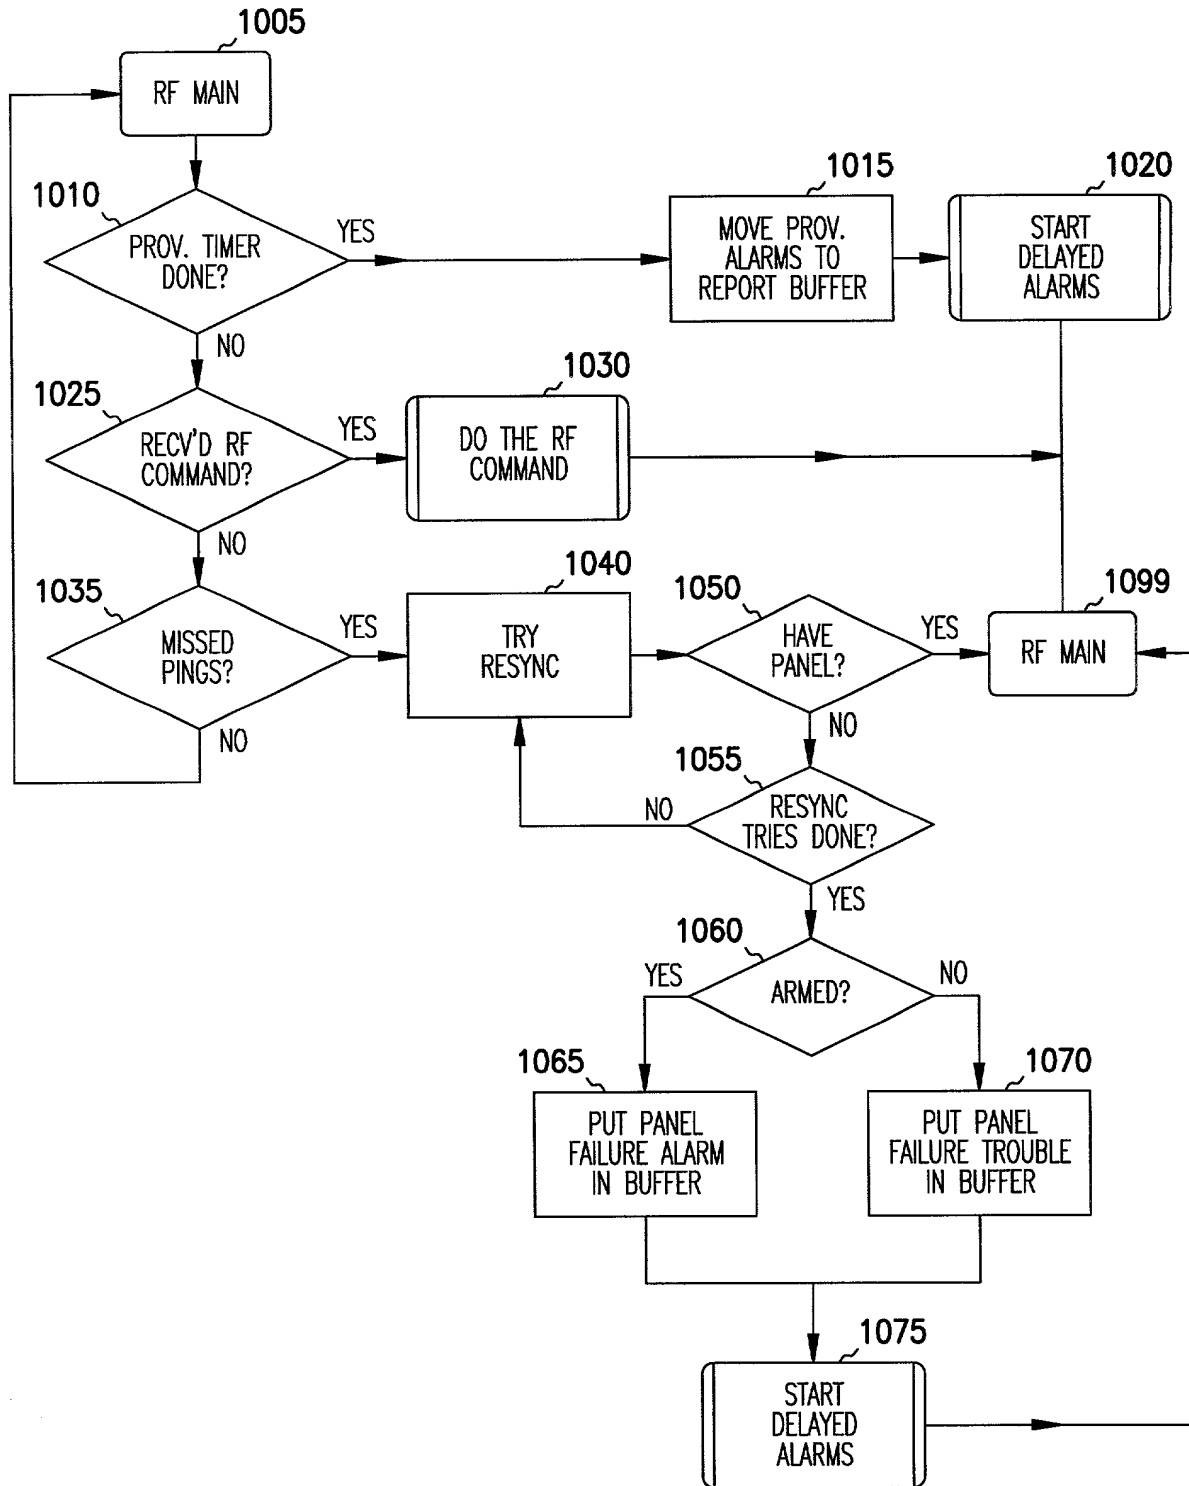 1005
RF MAIN
1010
PROV. TIMER
DONE?
YES
NO
1015
MOVE PROV.
ALARMS TO
REPORT BUFFER
1020
START
DELAYED
ALARMS
1025
RECV'D RF
COMMAND?
YES
NO
1030
DO THE RF
COMMAND
1035
MISSED
PINGS?
YES
NO
1040
TRY
RESYNC
1050
HAVE
PANEL?
YES
NO
1099
RF MAIN
1055
RESYNC
TRIES DONE?
NO
YES
1060
ARMED?
YES
NO
1065
PUT PANEL
FAILURE ALARM
IN BUFFER
1070
PUT PANEL
FAILURE TROUBLE
IN BUFFER
1075
START
DELAYED
ALARMS